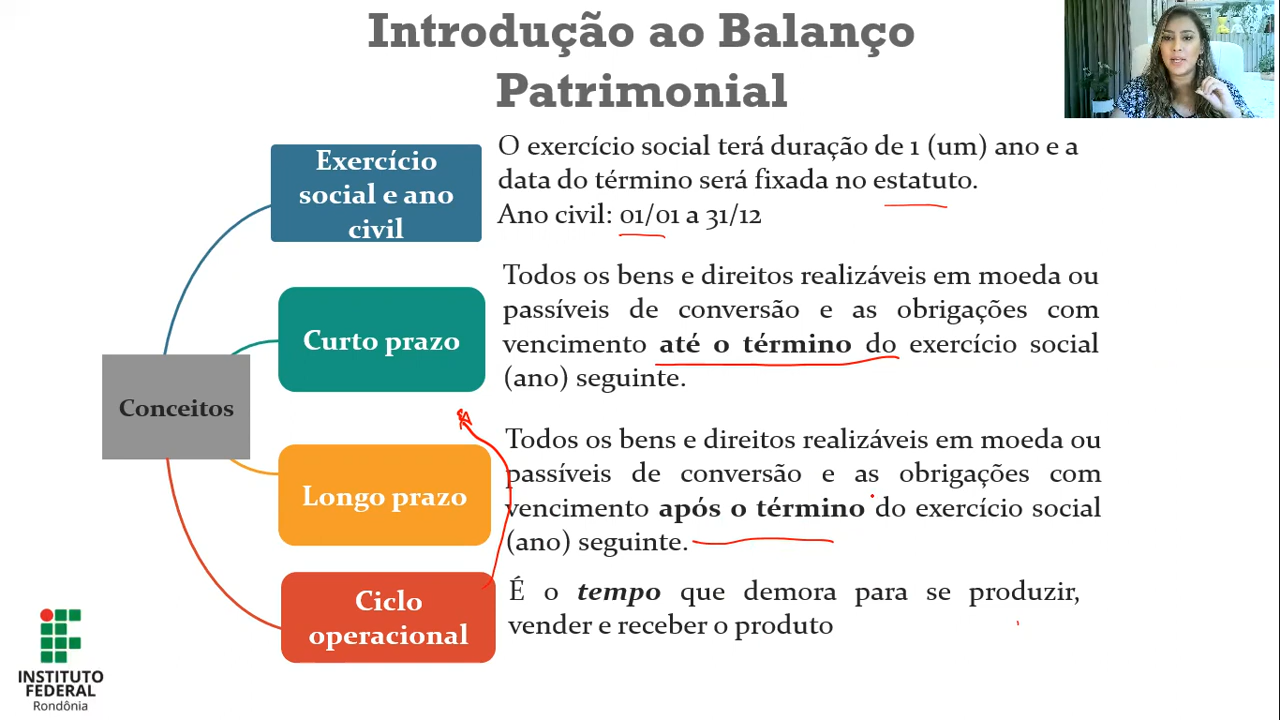 Introdução ao Balanço
Patrimonial
Exercício
social e ano
civil
O exercício social terá duração de 1 (um) ano e a
data do término será fixada no estatuto.
Ano civil: 01/01 a 31/12
Curto prazo
Todos os bens e direitos realizáveis em moeda ou
passíveis de conversão e as obrigações com
vencimento até o término do exercício social
(ano) seguinte.
Conceitos
Longo prazo
Todos os bens e direitos realizáveis em moeda ou
passíveis de conversão e as obrigações com
vencimento após o término do exercício social
(ano) seguinte.
Ciclo
operacional
É o tempo que demora para se produzir,
vender e receber o produto
INSTITUTO
FEDERAL
Rondônia